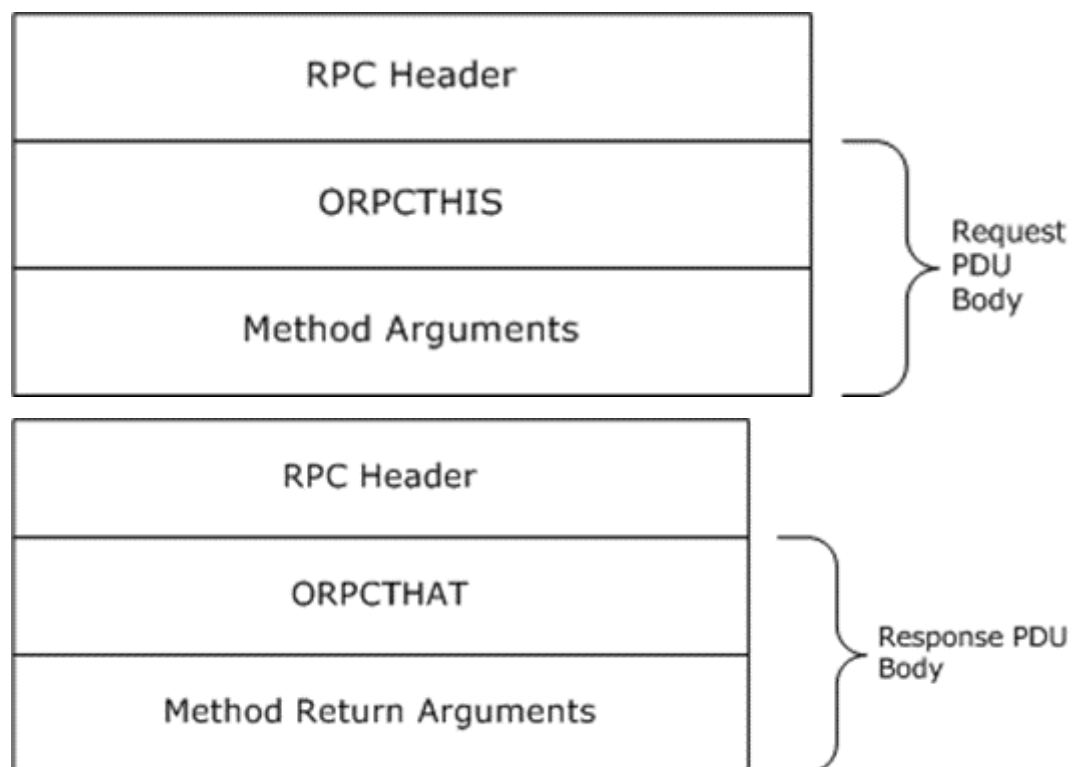 RPC Header
ORPCTHIS
Method Arguments
Request
PDU
Body
RPC Header
ORPCTHAT
Method Return Arguments
Response PDU
Body